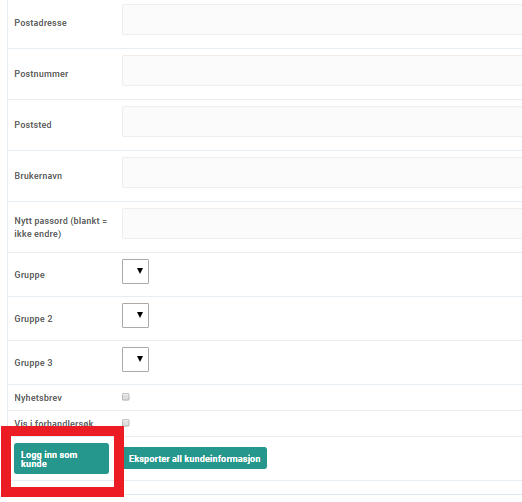 Postadresse
Postnummer
Poststed
Brukernavn
Nytt passord (blankt =
ikke endre)
Gruppe
Gruppe 2
Gruppe 3
Nyhetsbrev
Vis i forhandlersøk
Logg inn som
kunde
Eksporter all kundeinformasjon